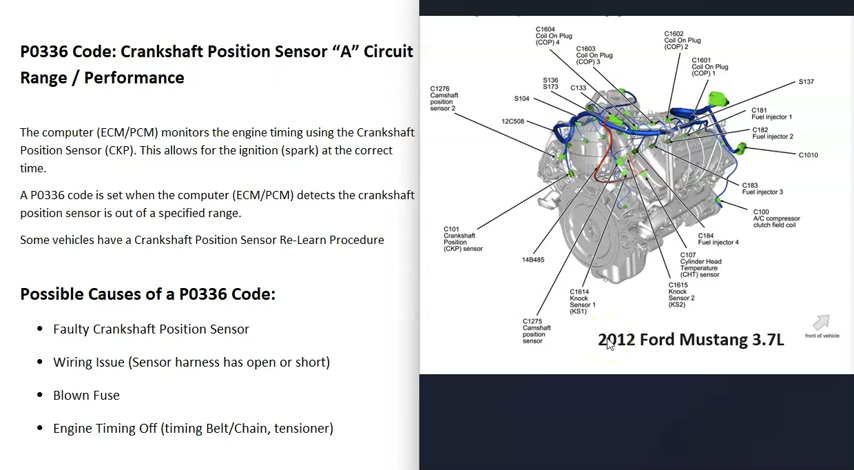 P0336 Code: Crankshaft Position Sensor “A” Circuit
Range / Performance
The computer (ECM/PCM) monitors the engine timing using the Crankshaft
Position Sensor (CKP). This allows for the ignition (spark) at the correct
time.
A P0336 code is set when the computer (ECM/PCM) detects the crankshaft
position sensor is out of a specified range.
Some vehicles have a Crankshaft Position Sensor Re-Learn Procedure
Possible Causes of a P0336 Code:
• Faulty Crankshaft Position Sensor
• Wiring Issue (Sensor harness has open or short)
• Blown Fuse
• Engine Timing Off (timing Belt/Chain, tensioner)
C1604
Coil On Plug
(COP) 4
C1603
Coil On Plug
(COP) 3
C1602
Coil On Plug
(COP) 2
C1601
Coil On Plug
(COP) 1
S136
S173
C133
S137
C1276
Camshaft
position
sensor 2
S104
12C508
C181
Fuel injector 1
C182
Fuel injector 2
C1010
C183
Fuel injector 3
C100
A/C compressor
clutch field coil
C101
Crankshaft
Position
(CKP) sensor
C184
Fuel injector 4
14B485
C107
Cylinder Head
Temperature
(CHT) sensor
C1614
Knock
Sensor 1
(KS1)
C1615
Knock
Sensor 2
(KS2)
C1275
Camshaft
position
sensor
2012 Ford Mustang 3.7L
front of vehicle